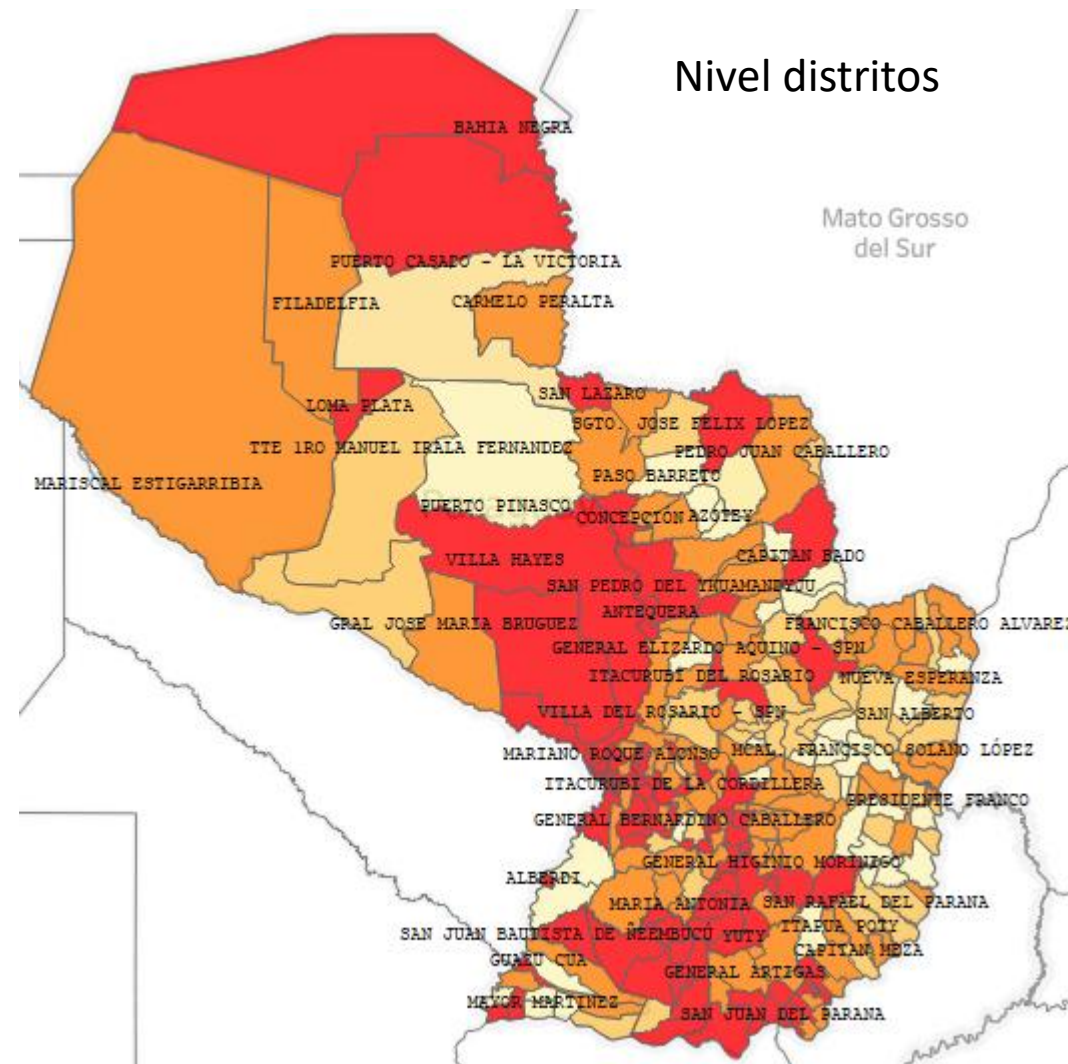 Nivel distritos
BAHIA NEGRA
Mato Grosso
del Sur
PUERTO CASADO - LA VICTORIA
FILADELFIA
CARMELO PERALTA
SAN LAZARO
LOMA PLATA
SGTO. JOSE FELIX LÓPEZ
TTE 1RO MANUEL IRALA FERNANDEZ
PEDRO JUAN CABALLERO
PASO BARRETO
MARISCAL ESTIGARRIBIA
PUERTO PINASCO
CONCEPCIÓN
AZOTEY
VILLA HAYES
CAPITAN BADO
SAN PEDRO DEL YKUAMANDYJU
ANTEQUERA
GRAL JOSE MARIA BRUGUEZ
FRANCISCO CABALLERO ALVAREZ
GENERAL ELIZARDO AQUINO - SPN
ITACURUBI DEL ROSARIO
NUEVA ESPERANZA
VILLA DEL ROSARIO - SPN
SAN ALBERTO
MARIANO ROQUE ALONSO
MCAL. FRANCISCO SOLANO LÓPEZ
ITACURUBI DE LA CORDILLERA
PRESIDENTE FRANCO
GENERAL BERNARDINO CABALLERO
GENERAL HIGINIO MORINIGO
ALBERDI
MARIA ANTONIA
SAN RAFAEL DEL PARANA
ITAPUA POTY
SAN JUAN BAUTISTA DE ÑEEMBUCÚ
YUTY
CAPITAN MEZA
GUAZU CUA
GENERAL ARTIGAS
MAYOR MARTINEZ
SAN JUAN DEL PARANA